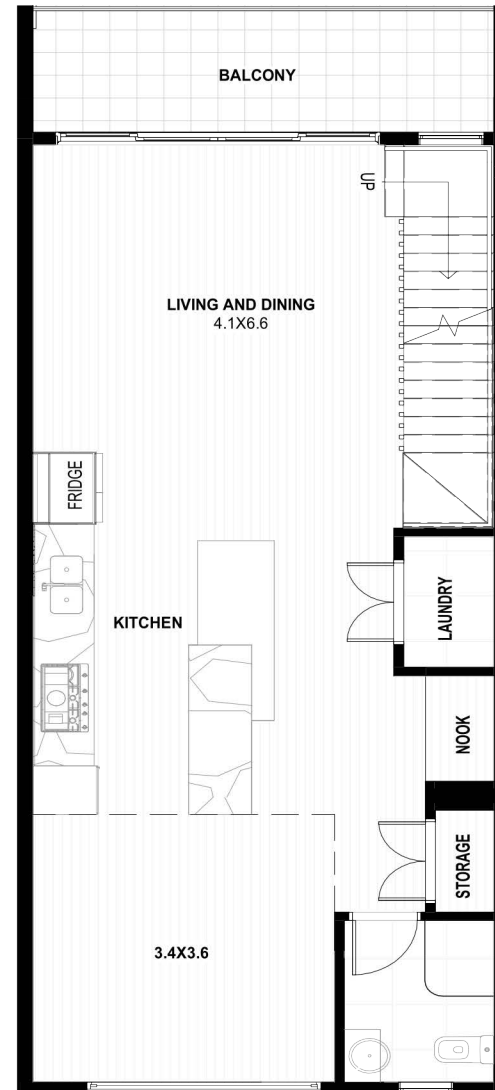 BALCONY
UP
LIVING AND DINING
4.1X6.6
FRIDGE
KITCHEN
LAUNDRY
NOOK
STORAGE
3.4X3.6